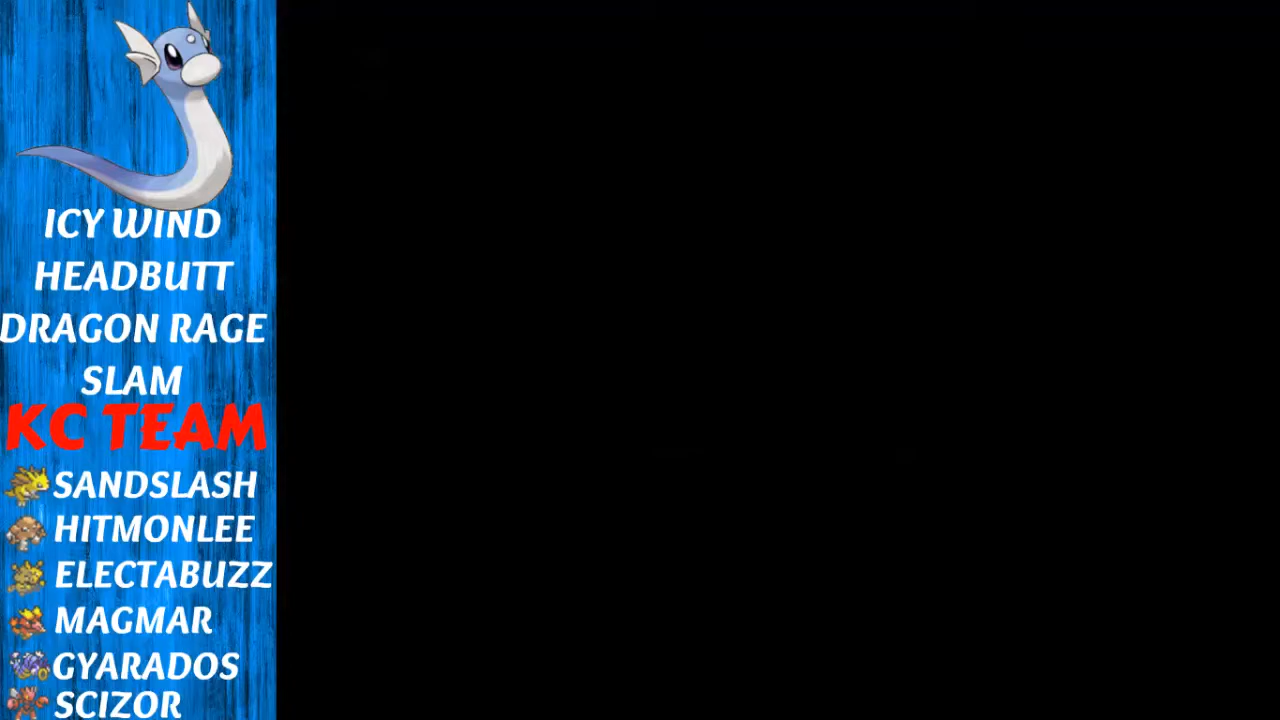 ICY WIND
HEADBUTT
DRAGON RAGE
SLAM
KC TEAM
SANDSLASH
HITMONLEE
ELECTABUZZ
MAGMAR
GYARADOS
SCIZOR